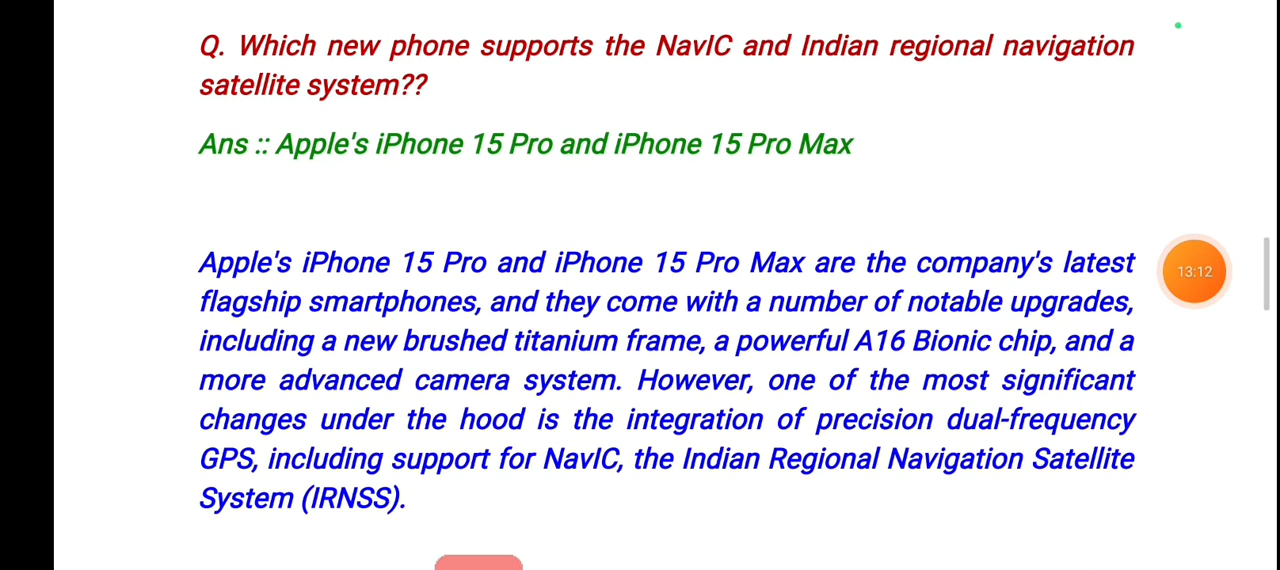 Q. Which new phone supports the NavIC and Indian regional navigation
satellite system??
Ans :: Apple's iPhone 15 Pro and iPhone 15 Pro Max
Apple's iPhone 15 Pro and iPhone 15 Pro Max are the company's latest
flagship smartphones, and they come with a number of notable upgrades,
including a new brushed titanium frame, a powerful A16 Bionic chip, and a
more advanced camera system. However, one of the most significant
changes under the hood is the integration of precision dual-frequency
GPS, including support for NavIC, the Indian Regional Navigation Satellite
System (IRNSS).
13:12